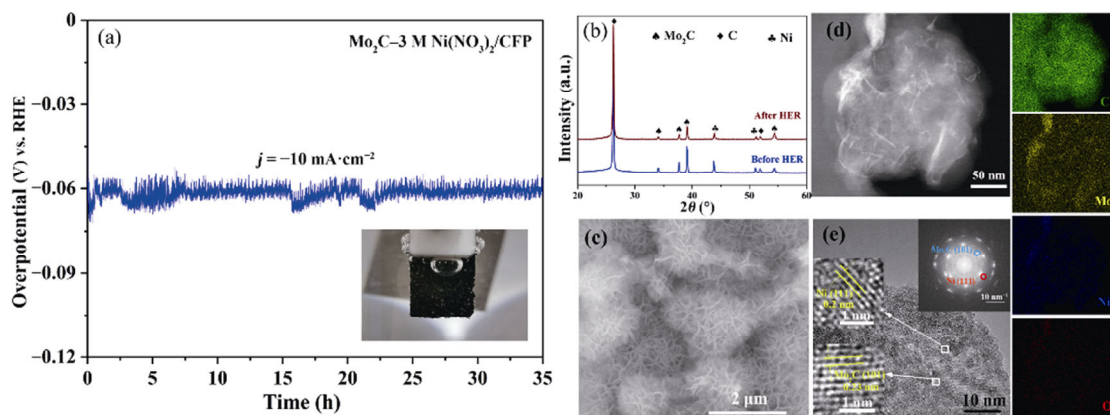 (a)
Mo₂C–3 M Ni(NO₃)₂/CFP
j = −10 mA·cm⁻²
Overpotential (V) vs. RHE
0
−0.03
−0.06
−0.09
−0.12
0 5 10 15 20 25 30 35
Time (h)
(b)
♠ Mo₂C ♦ C ♣ Ni
After HER
Before HER
Intensity (a.u.)
20 30 40 50 60
2θ (°)
(c)
2 μm
(d)
50 nm
C
Mo
(e)
Ni (111)
0.2 nm
1 nm
1 nm
Ni(111)
10 nm⁻¹
10 nm